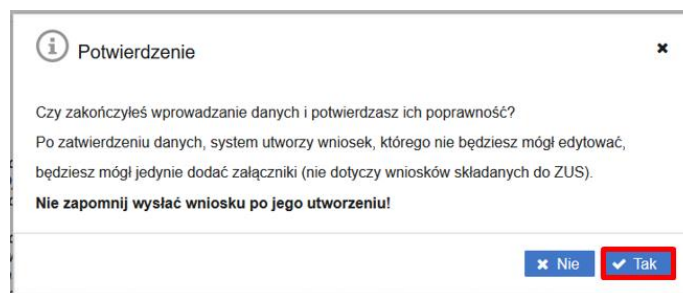 Potwierdzenie
Czy zakończyłeś wprowadzanie danych i potwierdzasz ich poprawność?
Po zatwierdzeniu danych, system utworzy wniosek, którego nie będziesz mógł edytować,
będziesz mógł jedynie dodać załączniki (nie dotyczy wniosków składanych do ZUS).
Nie zapomnij wysłać wniosku po jego utworzeniu!
Nie Tak